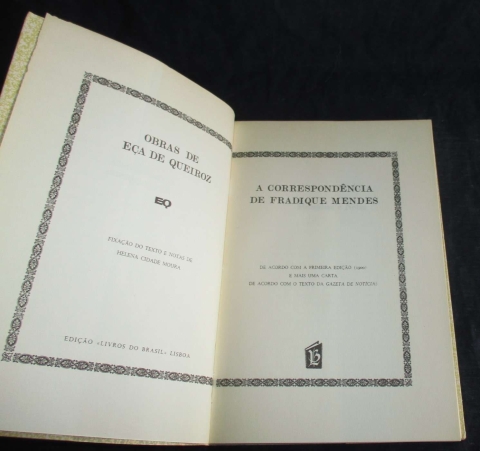 OBRAS DE
EÇA DE QUEIROZ
EQ
FIXAÇÃO DO TEXTO E NOTAS DE
HELENA CIDADE MOURA
EDIÇÃO «LIVROS DO BRASIL» LISBOA
A CORRESPONDÊNCIA
DE FRADIQUE MENDES
DE ACORDO COM A PRIMEIRA EDIÇÃO (1900)
E MAIS UMA CARTA
DE ACORDO COM O TEXTO DA GAZETA DE NOTÍCIAS